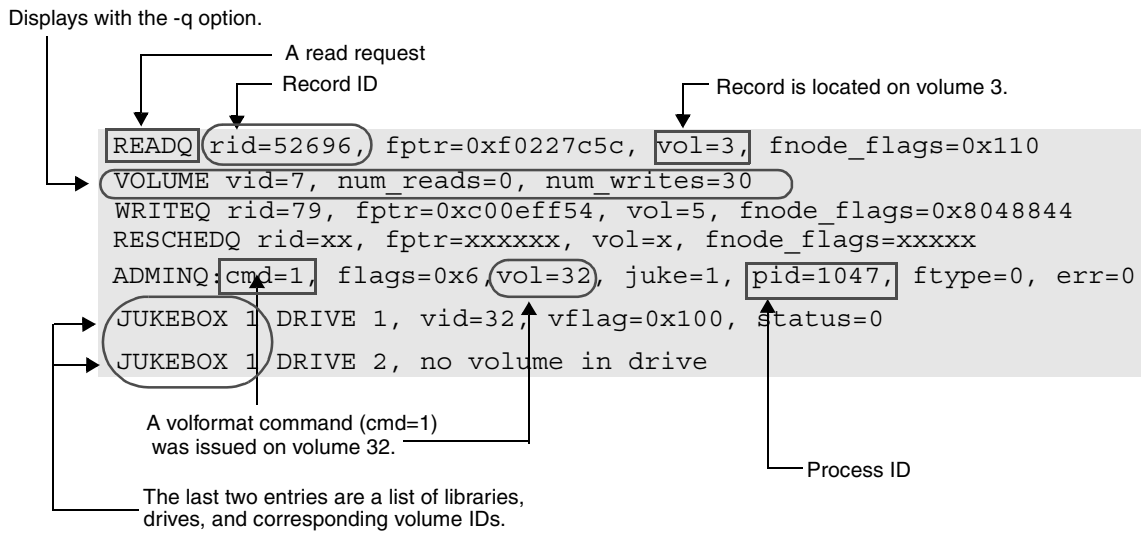 Displays with the -q option.
A read request
Record ID
Record is located on volume 3.
READQ rid=52696, fptr=0xf0227c5c, vol=3, fnode_flags=0x110
VOLUME vid=7, num_reads=0, num_writes=30
WRITEQ rid=79, fptr=0xc00eff54, vol=5, fnode_flags=0x8048844
RESCHEDQ rid=xx, fptr=xxxxxx, vol=x, fnode_flags=xxxxx
ADMINQ:cmd=1, flags=0x6,vol=32, juke=1, pid=1047, ftype=0, err=0
JUKEBOX 1 DRIVE 1, vid=32, vflag=0x100, status=0
JUKEBOX 1 DRIVE 2, no volume in drive
A volformat command (cmd=1)
was issued on volume 32.
Process ID
The last two entries are a list of libraries,
drives, and corresponding volume IDs.